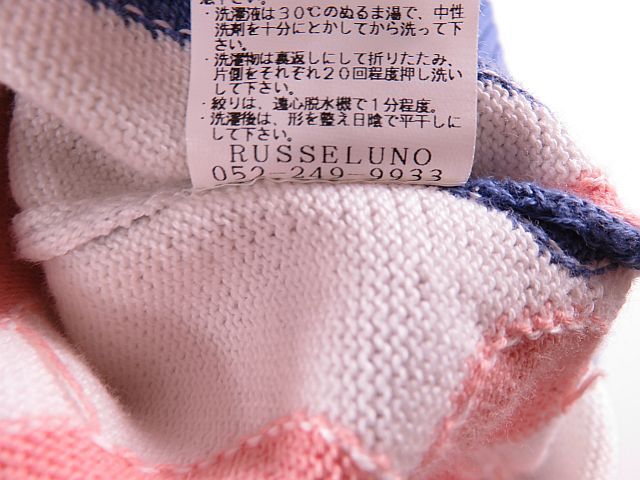 ・洗濯液は30℃のぬるま湯で、中性
洗剤を十分にとかしてから洗って下
さい。
・洗濯物は裏返しにして折りたたみ、
片側をそれぞれ20回程度押し洗い
して下さい。
・絞りは、遠心脱水機で1分程度。
・洗濯後は、形を整え日陰で平干しに
して下さい。
RUSSELUNO
052-249-9933